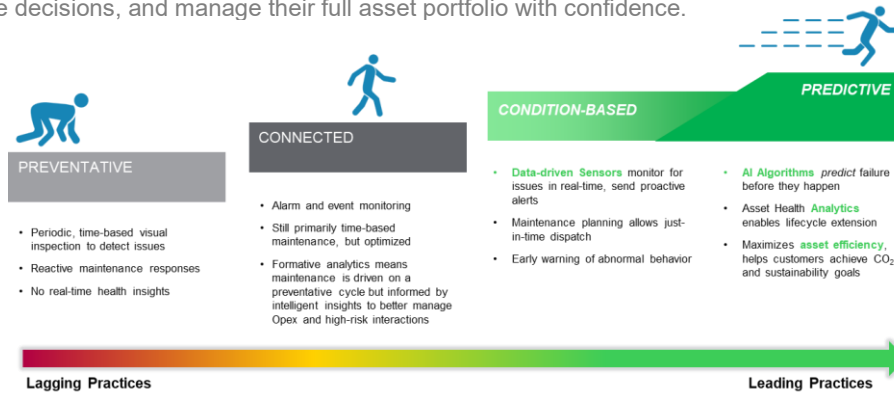 e decisions, and manage their full asset portfolio with confidence.
PREVENTATIVE
• Periodic, time-based visual
inspection to detect issues
• Reactive maintenance responses
• No real-time health insights
CONNECTED
• Alarm and event monitoring
• Still primarily time-based
maintenance, but optimized
• Formative analytics means
maintenance is driven on a
preventative cycle but informed by
intelligent insights to better manage
Opex and high-risk interactions
CONDITION-BASED
• Data-driven Sensors monitor for
issues in real-time, send proactive
alerts
• Maintenance planning allows just-
in-time dispatch
• Early warning of abnormal behavior
PREDICTIVE
• AI Algorithms predict failure
before they happen
• Asset Health Analytics
enables lifecycle extension
• Maximizes asset efficiency,
helps customers achieve CO2
and sustainability goals
Lagging Practices
Leading Practices